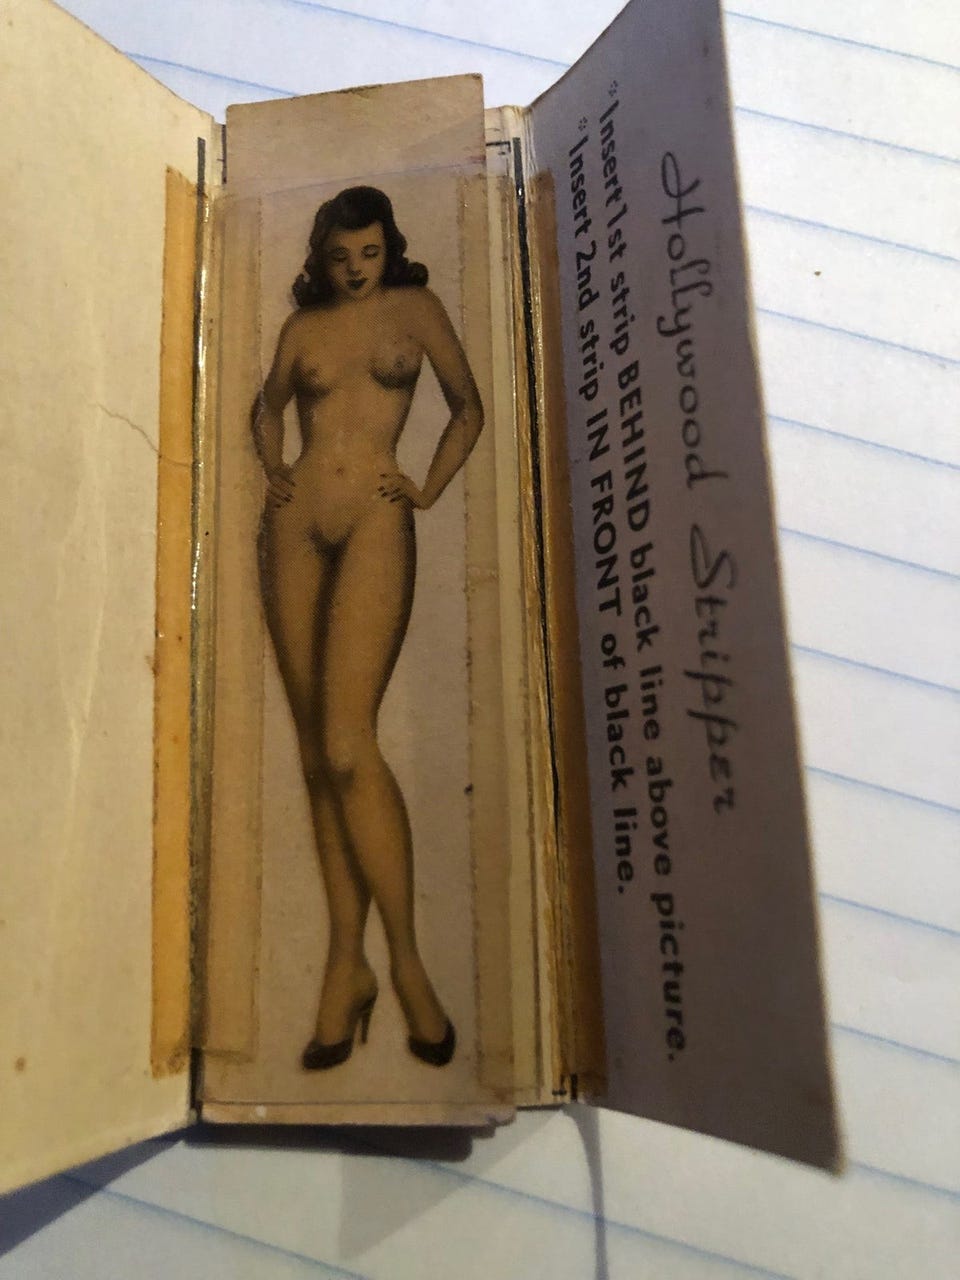 Hollywood Stripper
*Insert 1st strip BEHIND black line above picture.
*Insert 2nd strip IN FRONT of black line.